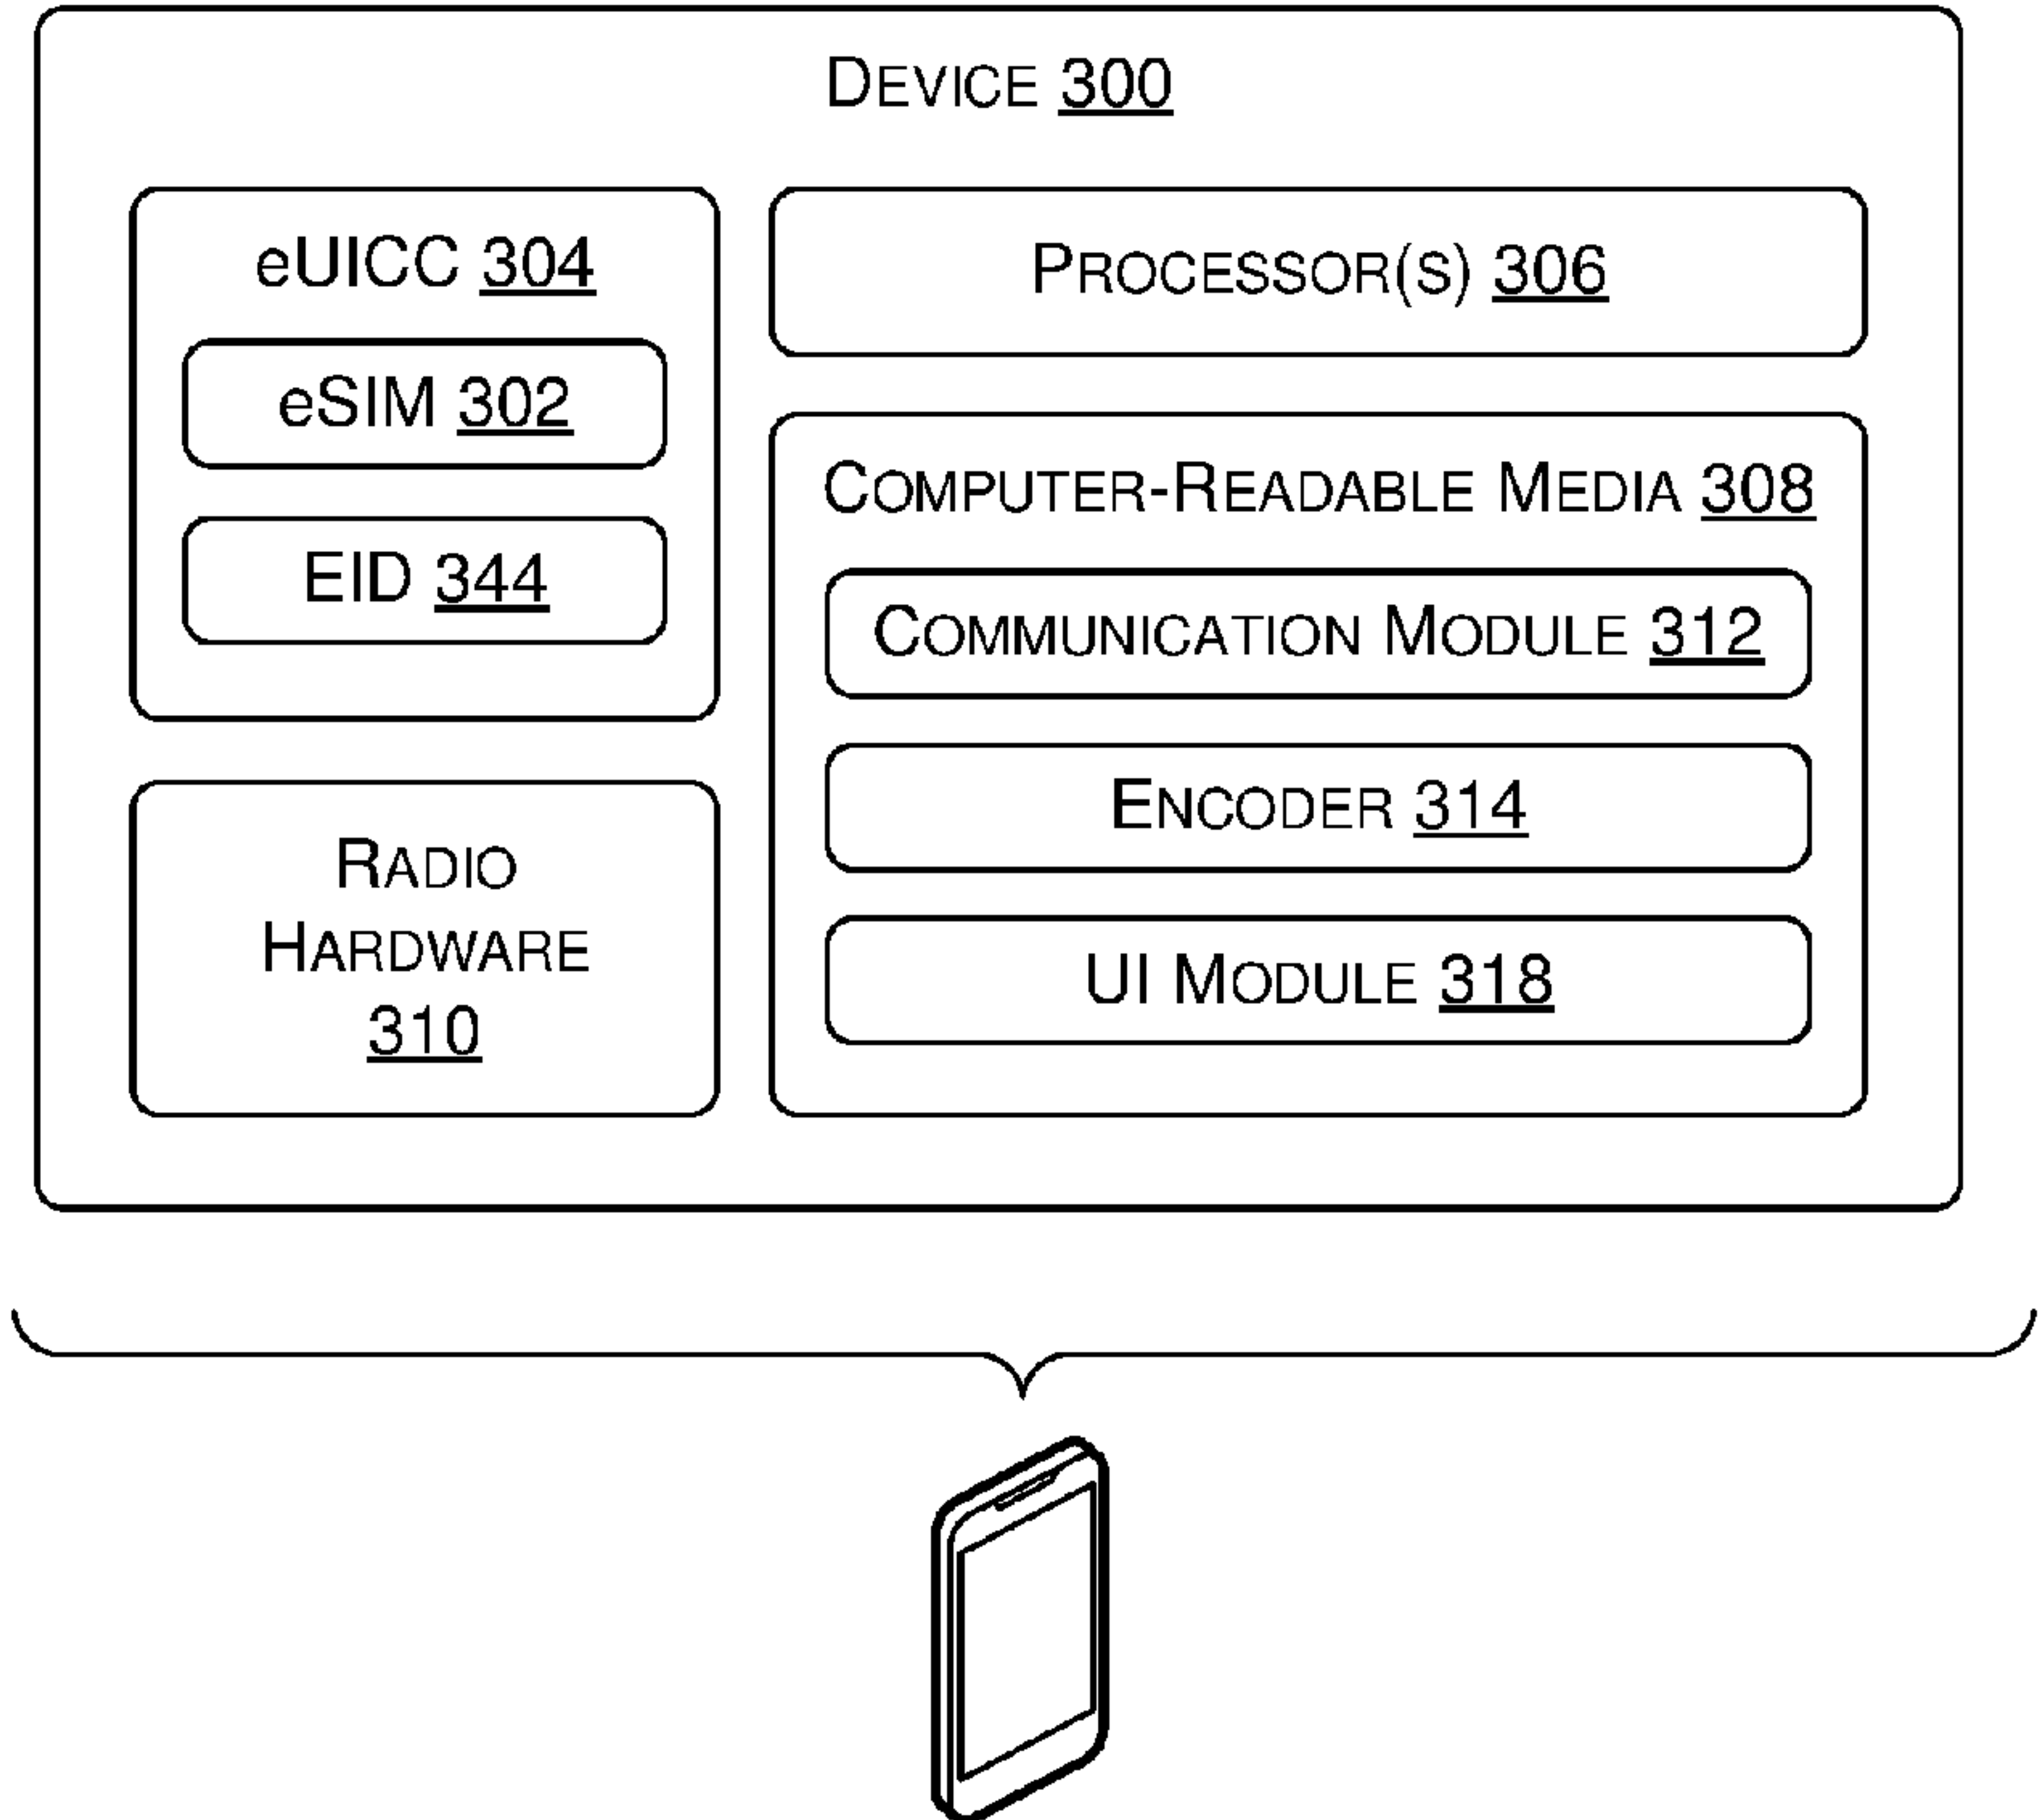 DEVICE 300
eUICC 304
eSIM 302
EID 344
RADIO
HARDWARE
310
PROCESSOR(S) 306
COMPUTER-READABLE MEDIA 308
COMMUNICATION MODULE 312
ENCODER 314
UI MODULE 318